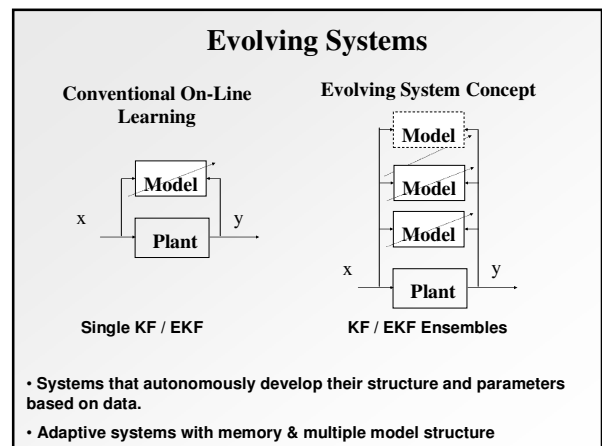 Evolving Systems
Conventional On-Line
Learning
Model
x
y
Plant
Single KF / EKF
Evolving System Concept
Model
Model
Model
x
y
Plant
KF / EKF Ensembles
• Systems that autonomously develop their structure and parameters
based on data.
• Adaptive systems with memory & multiple model structure